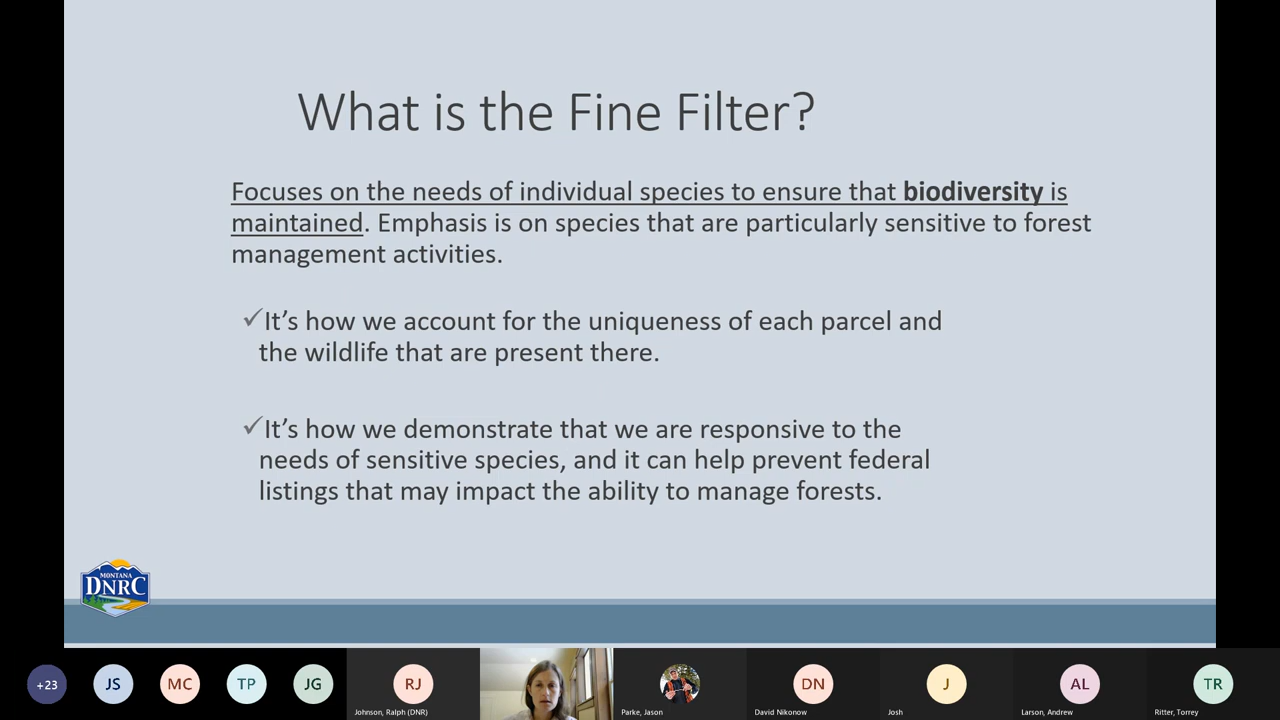 What is the Fine Filter?
Focuses on the needs of individual species to ensure that biodiversity is
maintained. Emphasis is on species that are particularly sensitive to forest
management activities.
✓It’s how we account for the uniqueness of each parcel and
the wildlife that are present there.
✓It’s how we demonstrate that we are responsive to the
needs of sensitive species, and it can help prevent federal
listings that may impact the ability to manage forests.
MONTANA
DNRC
+23 JS MC TP JG RJ DN J AL TR
Johnson, Ralph (DNR) Parke, Jason David Nikonow Josh Larson, Andrew Ritter, Torrey